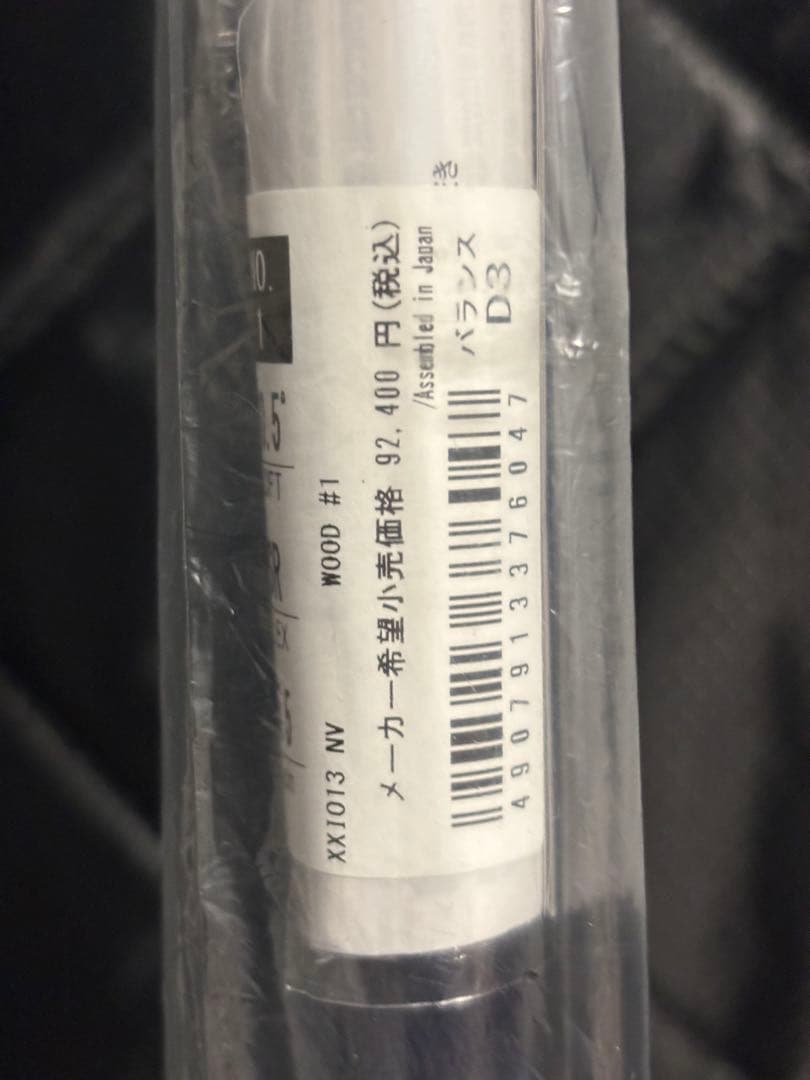 XXIO13 NV WOOD #1
メーカー希望小売価格 92,400 円(税込)
/Assembled in Japan
バランス
D3
4907913376047